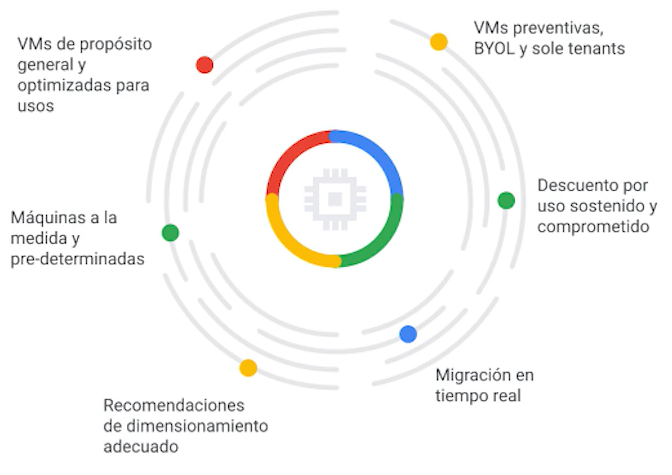 VMs de propósito
general y
optimizadas para
usos
VMs preventivas,
BYOL y sole tenants
Máquinas a la
medida y
pre-determinadas
Descuento por
uso sostenido y
comprometido
Recomendaciones
de dimensionamiento
adecuado
Migración en
tiempo real